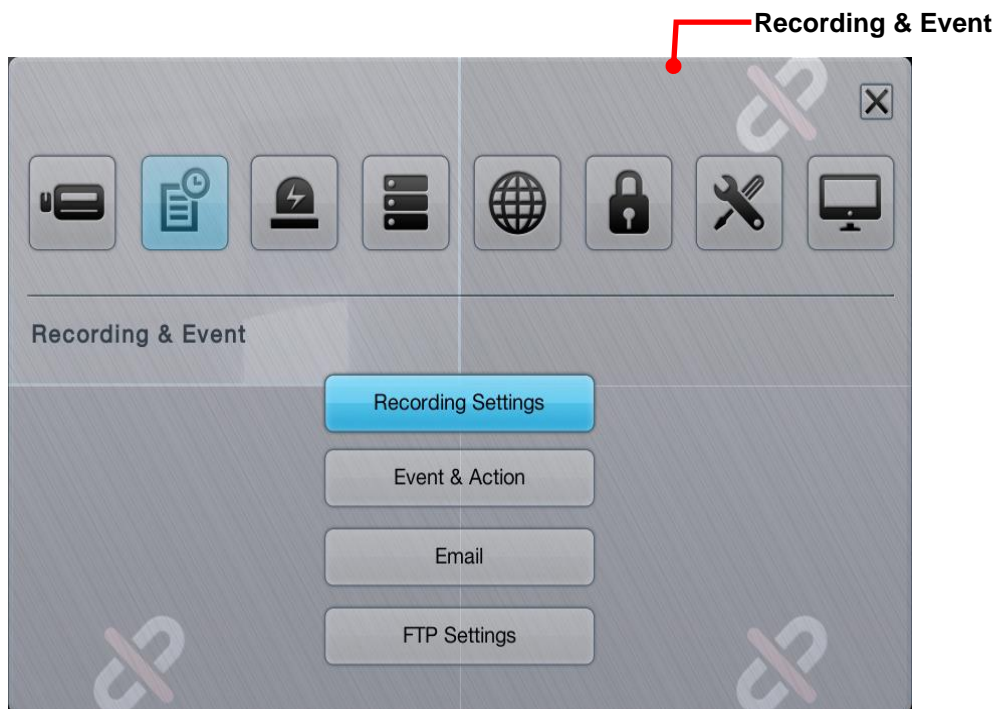 Recording & Event
Recording & Event
Recording Settings
Event & Action
Email
FTP Settings